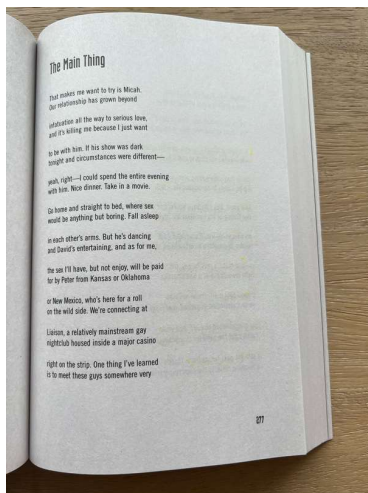 The Main Thing
That makes me want to try is Micah.
Our relationship has grown beyond
infatuation all the way to serious love,
and it's killing me because I just want
to be with him. If his show was dark
tonight and circumstances were different—
yeah, right—I could spend the entire evening
with him. Nice dinner. Take in a movie.
Go home and straight to bed, where sex
would be anything but boring. Fall asleep
in each other's arms. But he's dancing
and David's entertaining, and as for me,
the sex I'll have, but not enjoy, will be paid
for by Peter from Kansas or Oklahoma
or New Mexico, who's here for a roll
on the wild side. We're connecting at
Liaison, a relatively mainstream gay
nightclub housed inside a major casino
right on the strip. One thing I've learned
is to meet these guys somewhere very
277